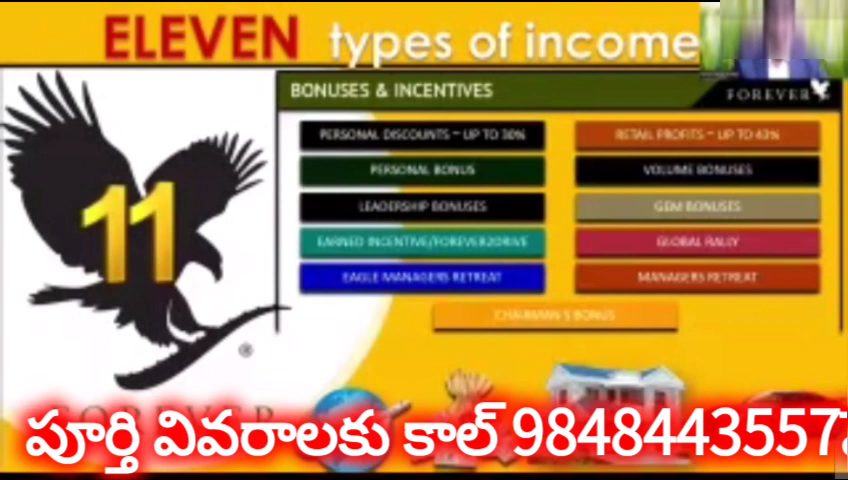 ELEVEN types of income
BONUSES & INCENTIVES
FOREVER
PERSONAL DISCOUNTS – UP TO 30%
RETAIL PROFITS – UP TO 43%
PERSONAL BONUS
VOLUME BONUSES
LEADERSHIP BONUSES
GEM BONUSES
EARNED INCENTIVE/FOREVER2DRIVE
GLOBAL RALLY
EAGLE MANAGERS RETREAT
MANAGERS RETREAT
CHAIRMAN'S BONUS
11
®
పూర్తి వివరాలకు కాల్ 9848443557